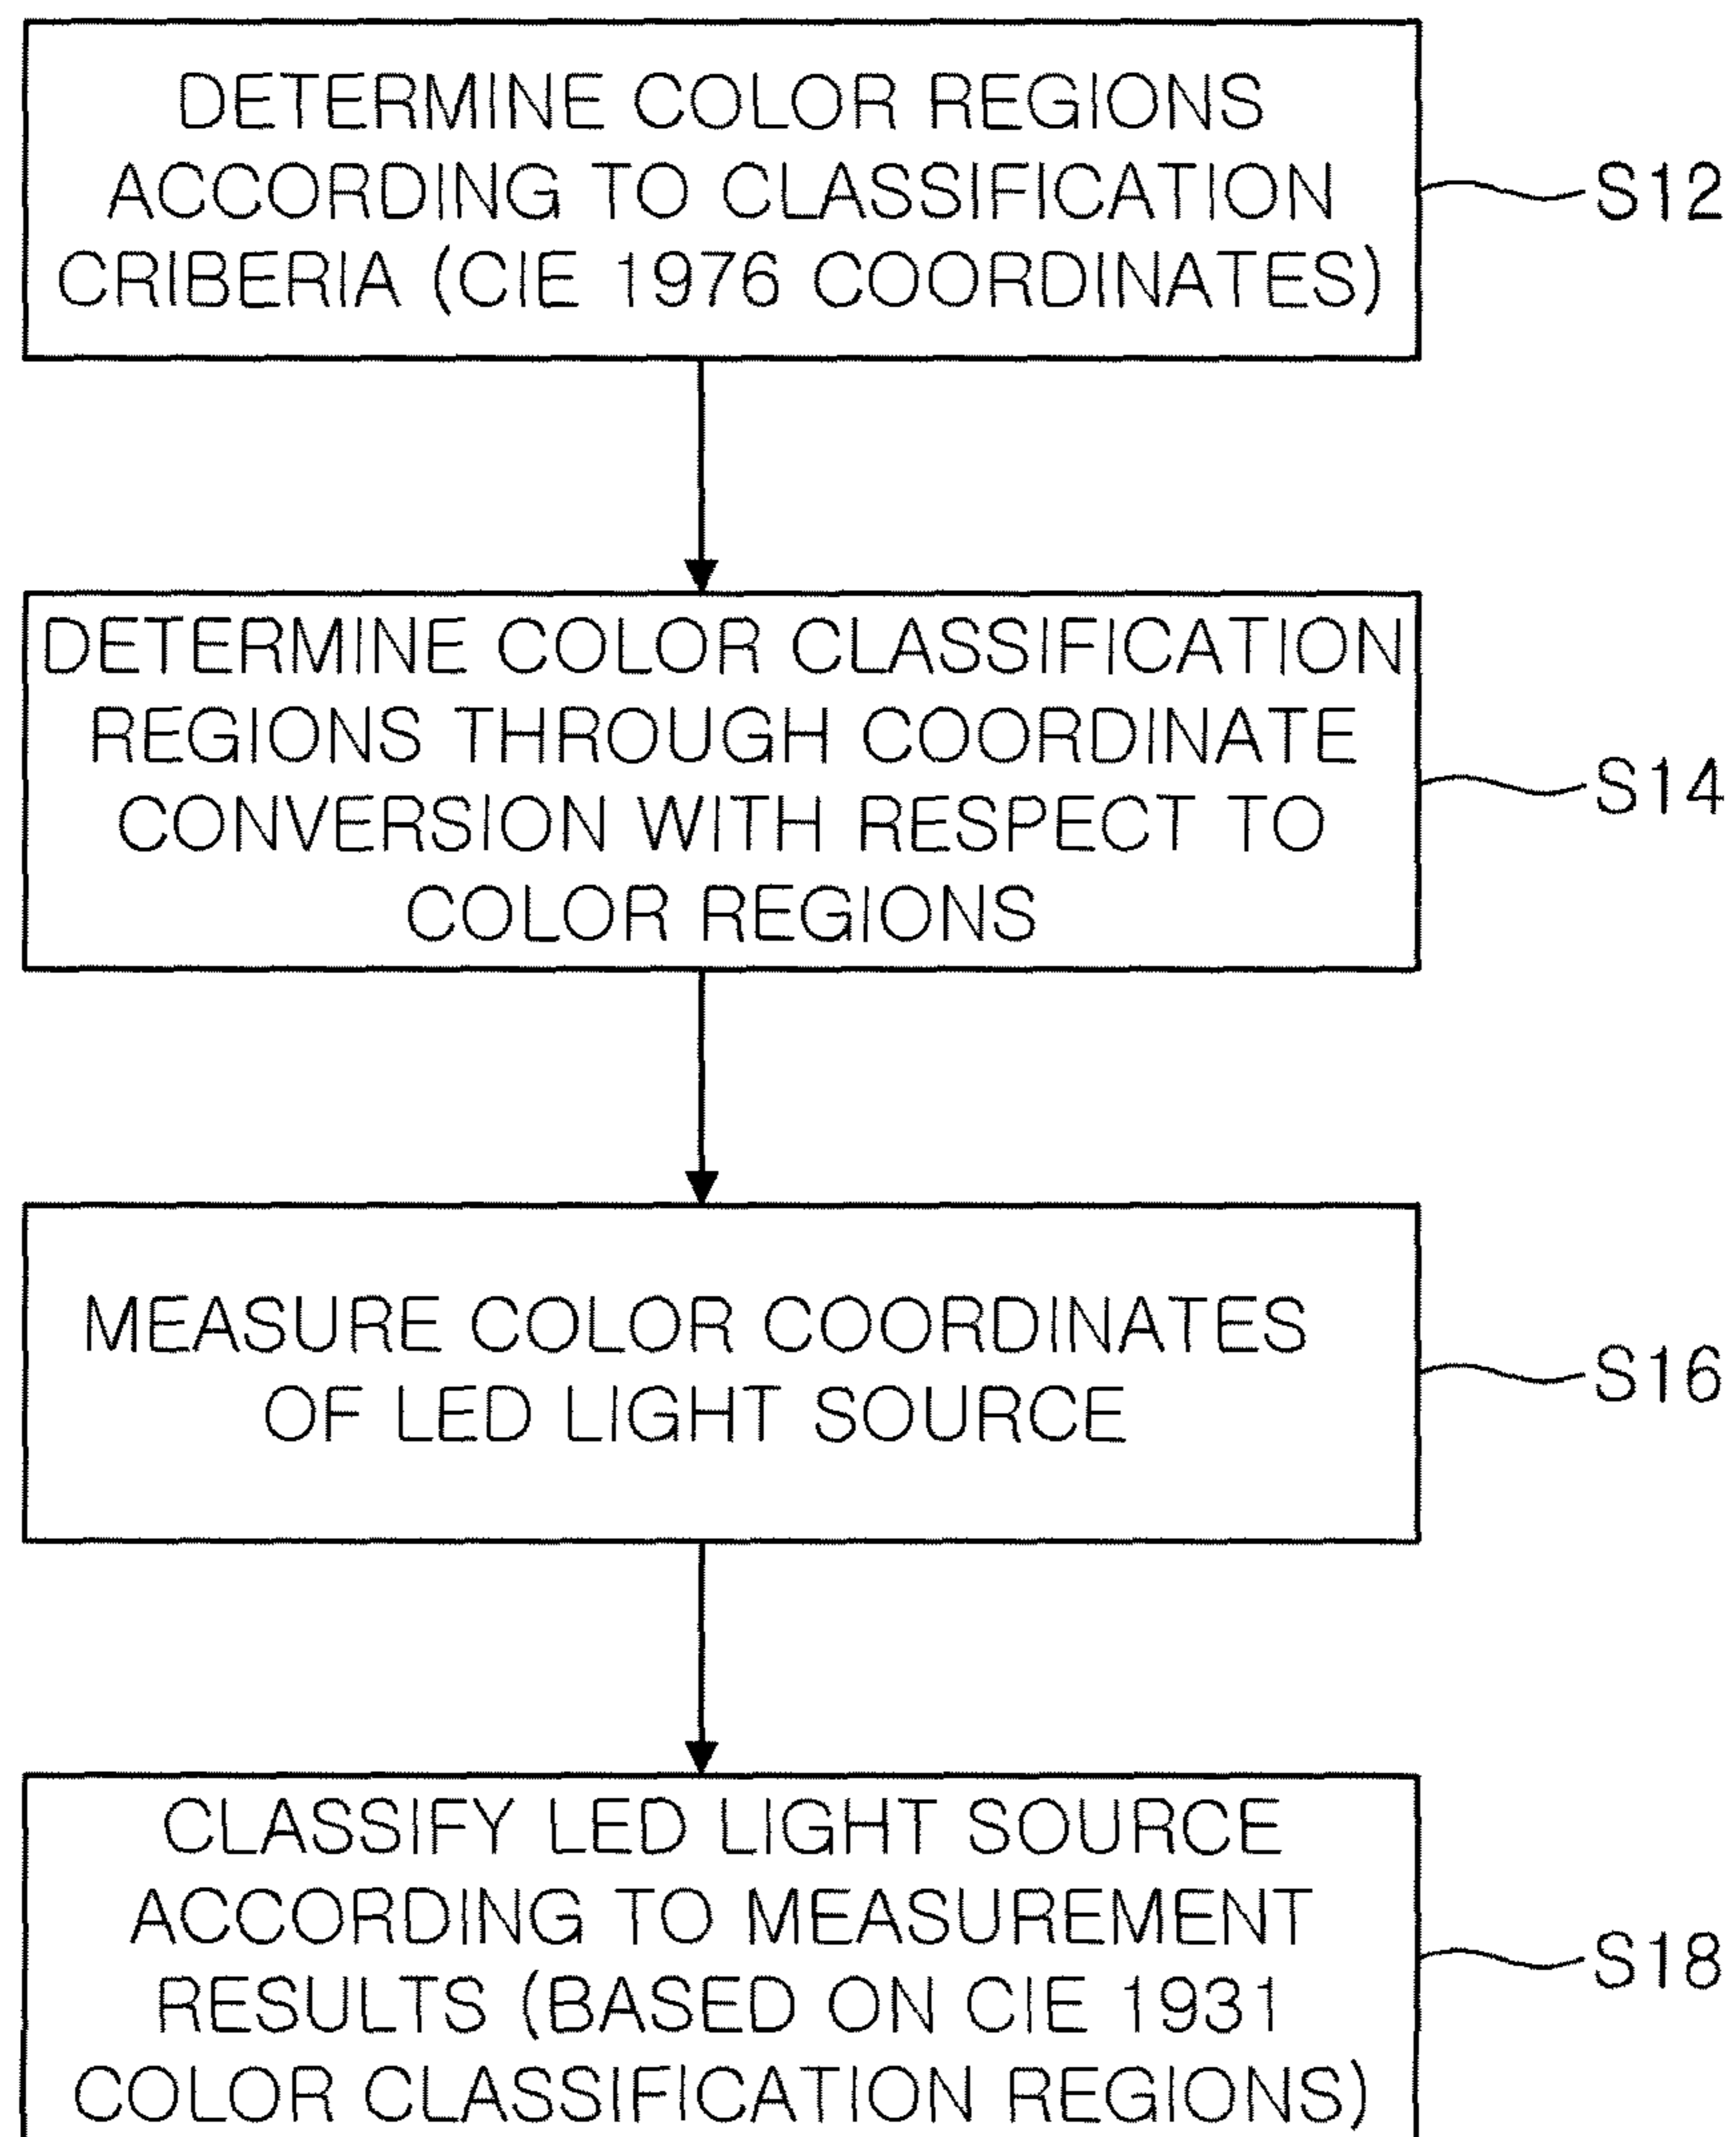 DETERMINE COLOR REGIONS
ACCORDING TO CLASSIFICATION
CRIBERIA (CIE 1976 COORDINATES)
S12
DETERMINE COLOR CLASSIFICATION
REGIONS THROUGH COORDINATE
CONVERSION WITH RESPECT TO
COLOR REGIONS
S14
MEASURE COLOR COORDINATES
OF LED LIGHT SOURCE
S16
CLASSIFY LED LIGHT SOURCE
ACCORDING TO MEASUREMENT
RESULTS (BASED ON CIE 1931
COLOR CLASSIFICATION REGIONS)
S18